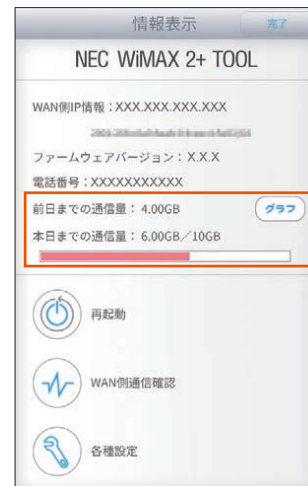 情報表示
完了
NEC WiMAX 2+ TOOL
WAN側IP情報：XXX.XXX.XXX.XXX
ファームウェアバージョン：X.X.X
電話番号：XXXXXXXXXXX
前日までの通信量： 4.00GB
グラフ
本日までの通信量： 6.00GB／10GB
再起動
WAN側通信確認
各種設定